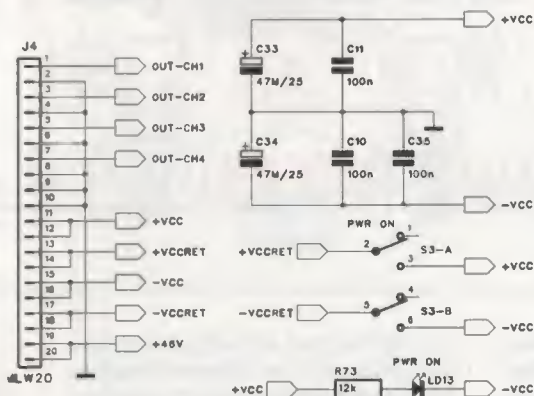 J4
1
2
3
4
5
6
7
8
9
10
11
12
13
14
15
16
17
18
19
20
OUT-CH1
OUT-CH2
OUT-CH3
OUT-CH4
+VCC
+VCCRET
-VCC
-VCCRET
+46V
+VCC
+
C33
47M/25
C11
100n
+
C34
47M/25
C10
100n
C35
100n
-VCC
PWR ON
+VCCRET
2
1
3
S3-A
+VCC
-VCCRET
5
4
6
S3-B
-VCC
+VCC
R73
12k
PWR ON
LD13
-VCC